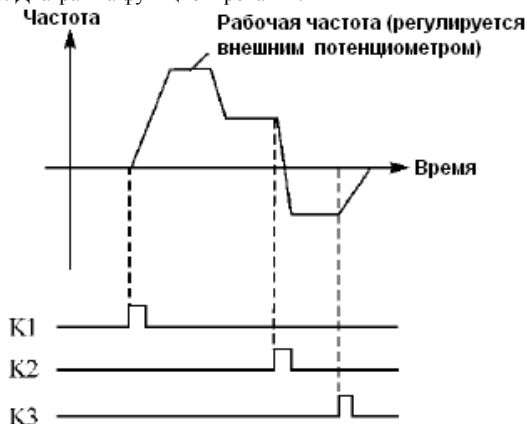 Частота
Рабочая частота (регулируется
внешним потенциометром)
Время
K1
K2
K3